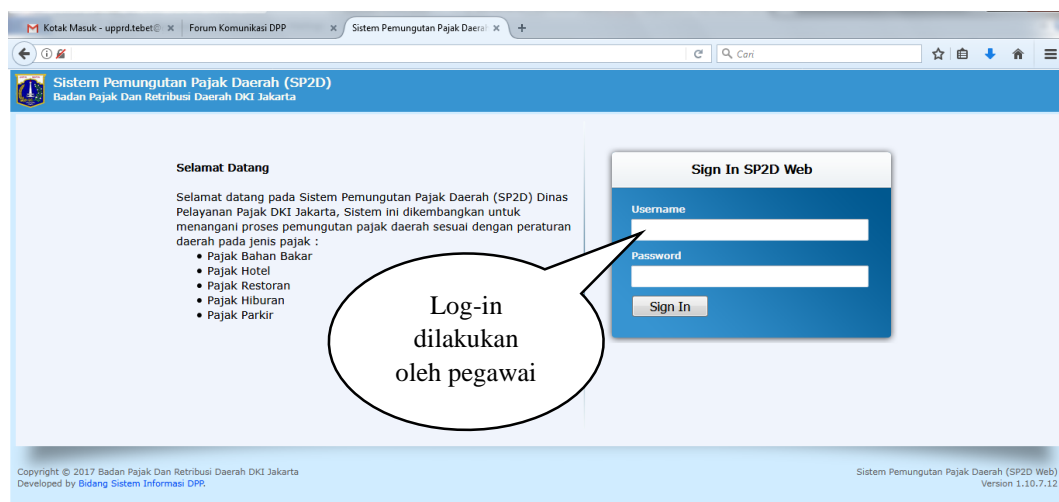 Kotak Masuk - upprd.tebet@ x
Forum Komunikasi DPP x
Sistem Pemungutan Pajak Daerah x +
Cari
Sistem Pemungutan Pajak Daerah (SP2D)
Badan Pajak Dan Retribusi Daerah DKI Jakarta
Selamat Datang
Selamat datang pada Sistem Pemungutan Pajak Daerah (SP2D) Dinas
Pelayanan Pajak DKI Jakarta, Sistem ini dikembangkan untuk
menangani proses pemungutan pajak daerah sesuai dengan peraturan
daerah pada jenis pajak :
• Pajak Bahan Bakar
• Pajak Hotel
• Pajak Restoran
• Pajak Hiburan
• Pajak Parkir
Sign In SP2D Web
Username
Password
Sign In
Log-in
dilakukan
oleh pegawai
Copyright © 2017 Badan Pajak Dan Retribusi Daerah DKI Jakarta
Developed by Bidang Sistem Informasi DPP.
Sistem Pemungutan Pajak Daerah (SP2D Web)
Version 1.10.7.12